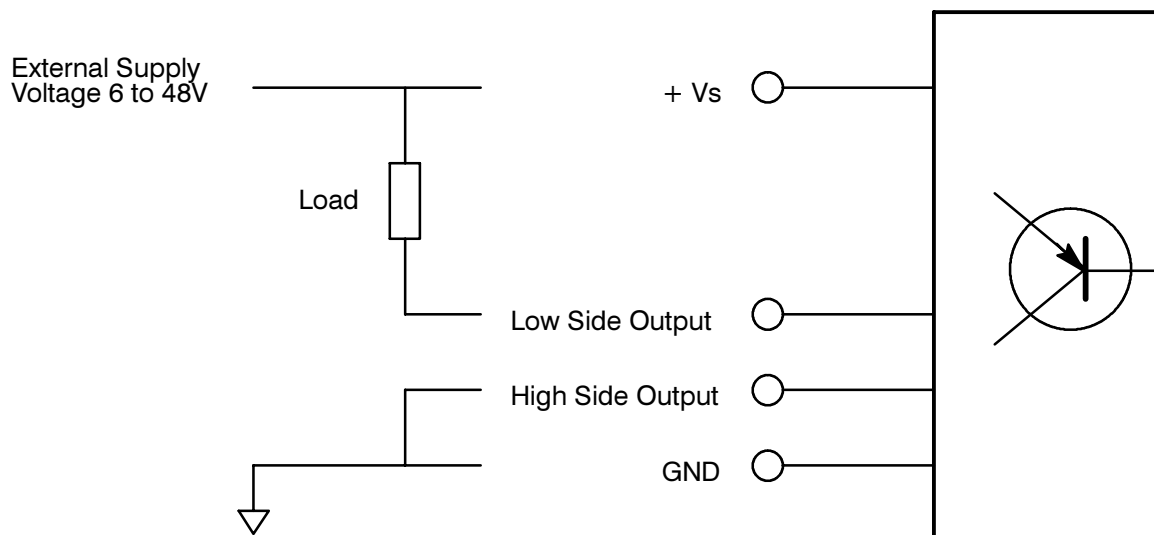 External Supply
Voltage 6 to 48V
+ Vs
Load
Low Side Output
High Side Output
GND